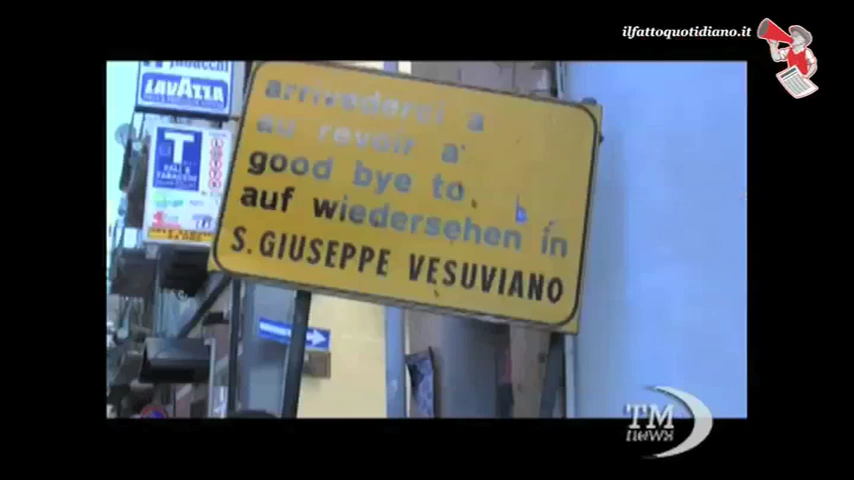 ilfattoquotidiano.it
LAVAZZA
T
SALI E
TABACCHI
arrivederci a
au revoir a
good bye to
auf wiedersehen in
S. GIUSEPPE VESUVIANO
TM
news